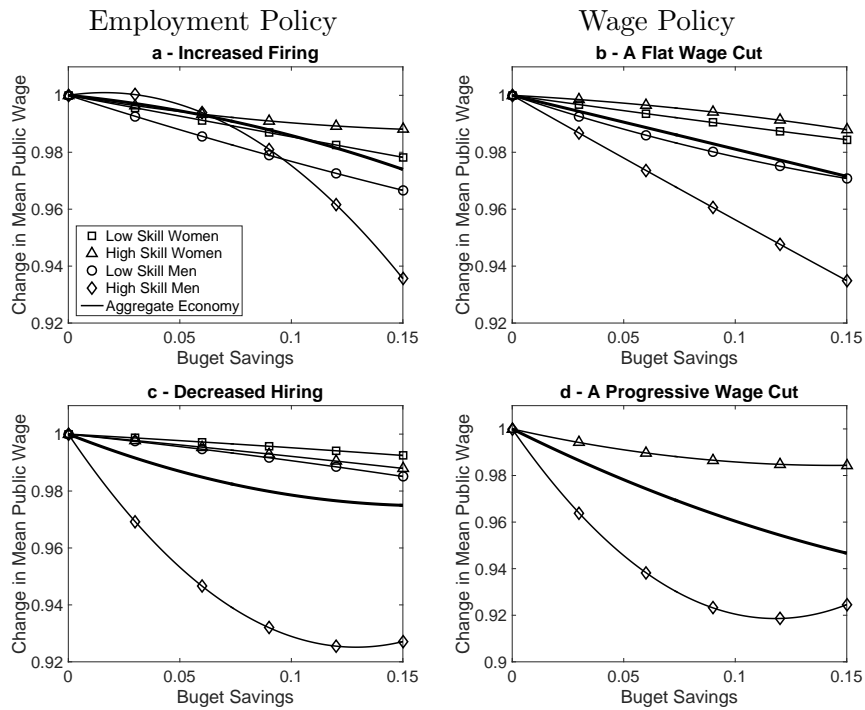 Employment Policy
Wage Policy
a - Increased Firing
Change in Mean Public Wage
1
0.98
0.96
0.94
0.92
Low Skill Women
High Skill Women
Low Skill Men
High Skill Men
Aggregate Economy
0
0.05
0.1
0.15
Buget Savings
b - A Flat Wage Cut
Change in Mean Public Wage
1
0.98
0.96
0.94
0.92
0
0.05
0.1
0.15
Buget Savings
c - Decreased Hiring
Change in Mean Public Wage
1
0.98
0.96
0.94
0.92
0
0.05
0.1
0.15
Buget Savings
d - A Progressive Wage Cut
Change in Mean Public Wage
1
0.98
0.96
0.94
0.92
0.9
0
0.05
0.1
0.15
Buget Savings